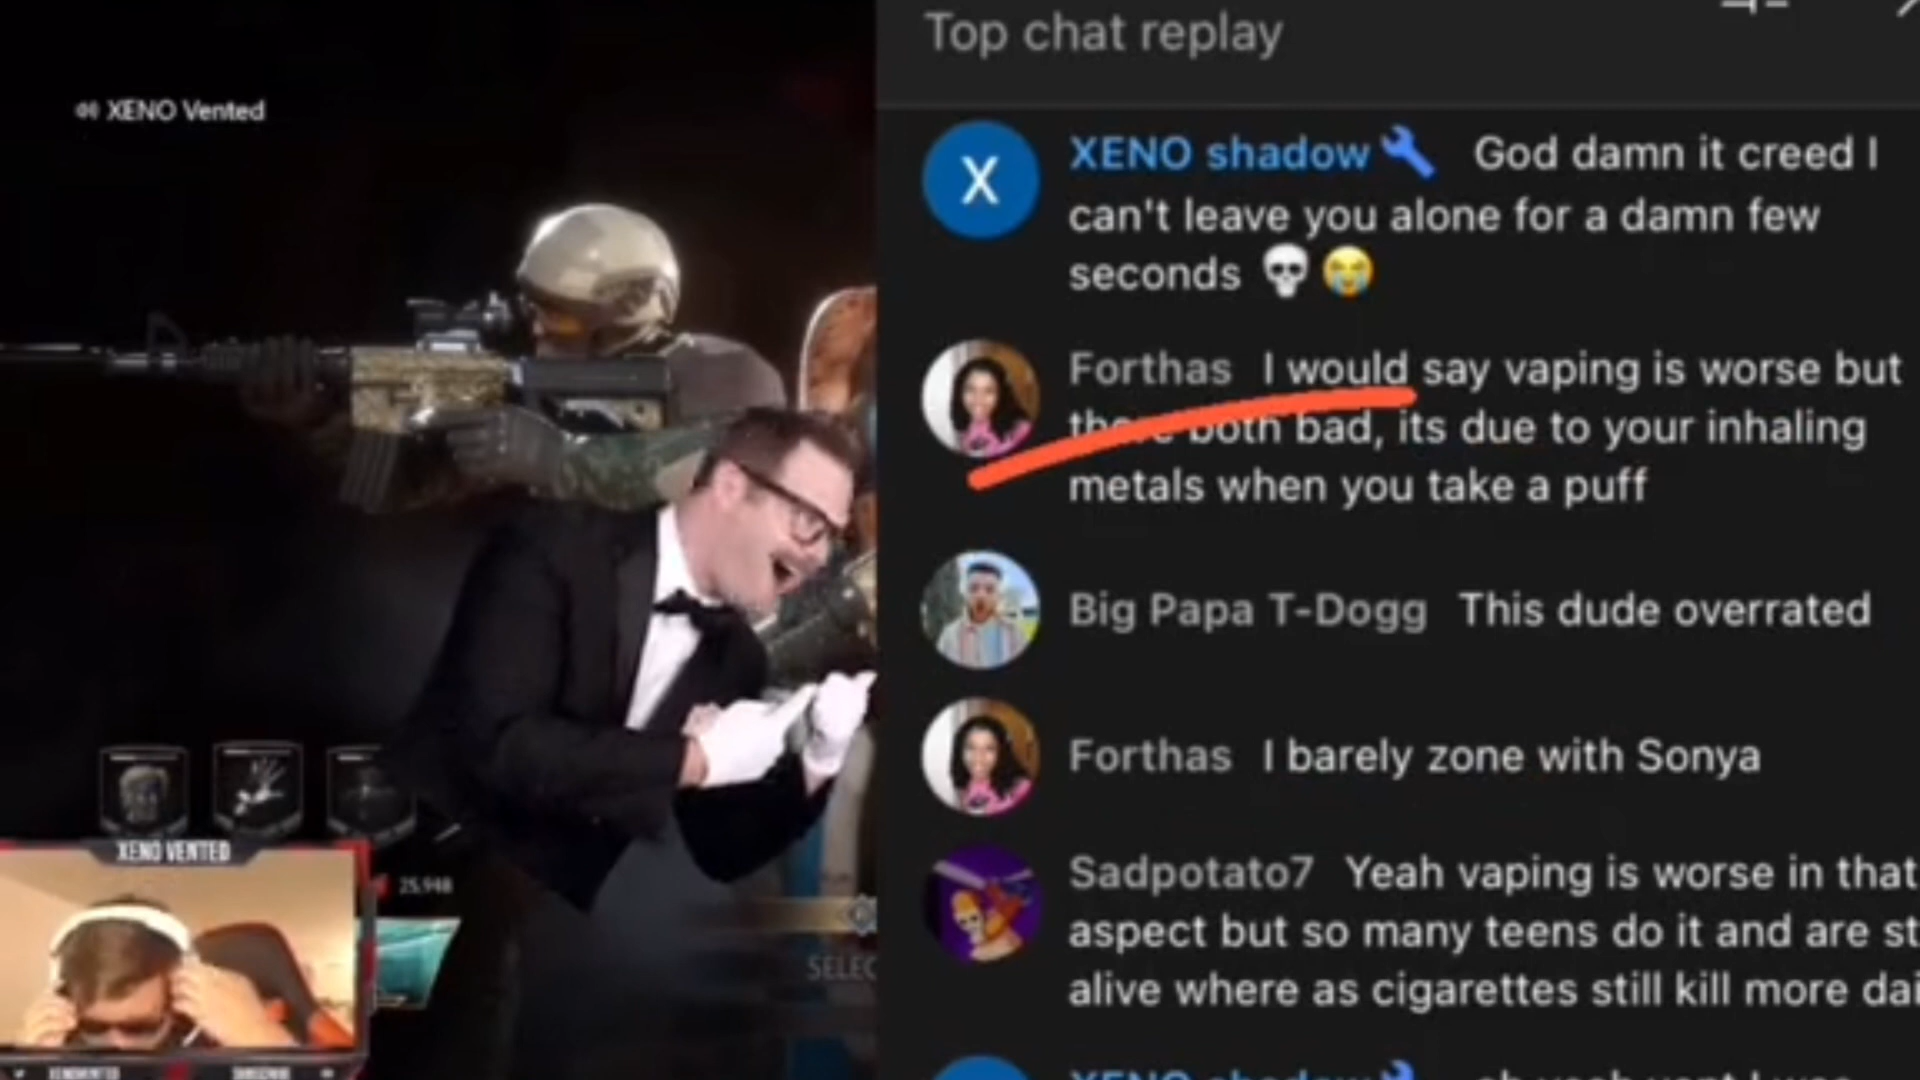 Top chat replay
XENO Vented
XENO shadow God damn it creed I
can't leave you alone for a damn few
seconds 💀😭
Forthas I would say vaping is worse but
both bad, its due to your inhaling
metals when you take a puff
Big Papa T-Dogg This dude overrated
Forthas I barely zone with Sonya
Sadpotato7 Yeah vaping is worse in that
aspect but so many teens do it and are st
alive where as cigarettes still kill more dai
X
XENO VENTED
25,948
SELEC
XENO shadow